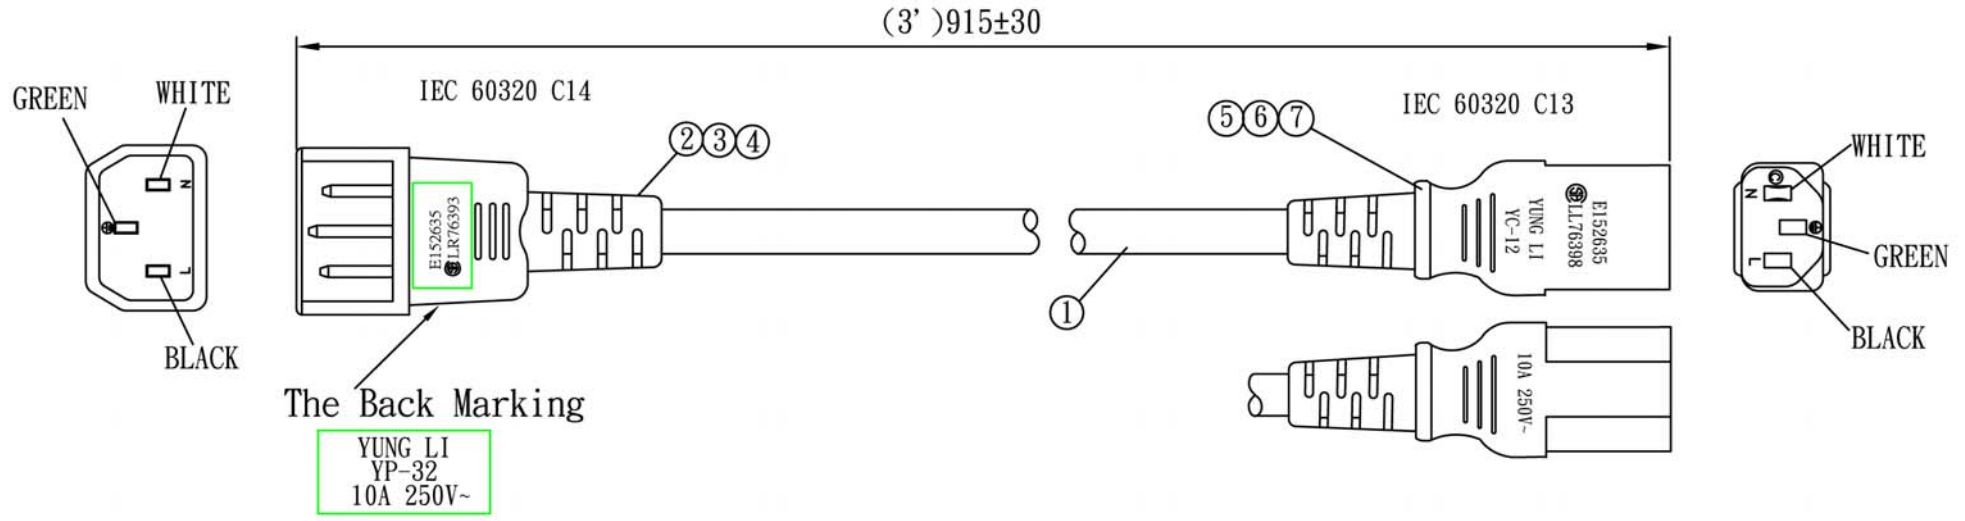 (3')915±30
IEC 60320 C14
IEC 60320 C13
GREEN
WHITE
N
L
BLACK
②③④
E152635
LR76393
The Back Marking
YUNG LI
YP-32
10A 250V~
①
⑤⑥⑦
YC-12
YUNG LI
LL76398
E152635
10A 250V~
WHITE
N
L
GREEN
BLACK